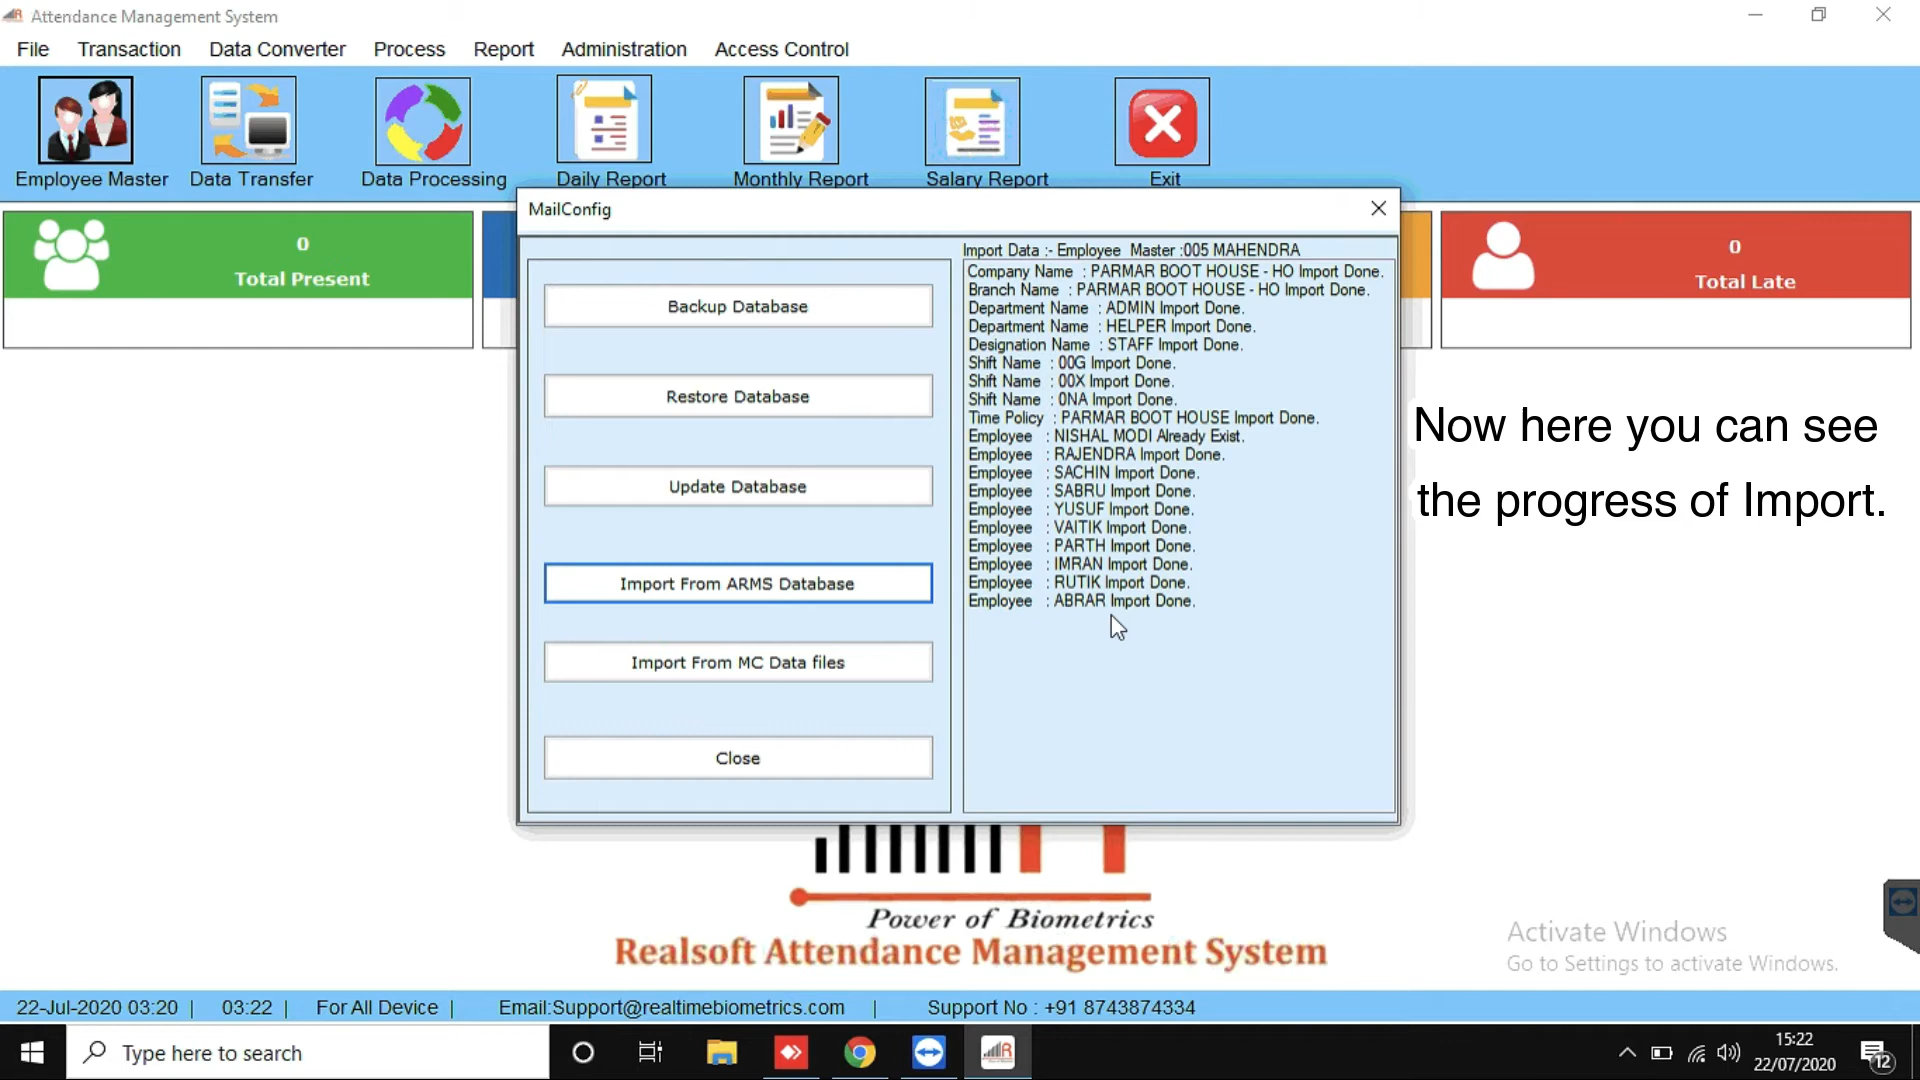 Attendance Management System
File Transaction Data Converter Process Report Administration Access Control
Employee Master Data Transfer Data Processing Daily Report Monthly Report Salary Report Exit
0
Total Present
0
Total Late
MailConfig
Backup Database
Restore Database
Update Database
Import From ARMS Database
Import From MC Data files
Close
Import Data :- Employee Master :005 MAHENDRA
Company Name : PARMAR BOOT HOUSE - HO Import Done.
Branch Name : PARMAR BOOT HOUSE - HO Import Done.
Department Name : ADMIN Import Done.
Department Name : HELPER Import Done.
Designation Name : STAFF Import Done.
Shift Name : 00G Import Done.
Shift Name : 00X Import Done.
Shift Name : 0NA Import Done.
Time Policy : PARMAR BOOT HOUSE Import Done.
Employee : NISHAL MODI Already Exist.
Employee : RAJENDRA Import Done.
Employee : SACHIN Import Done.
Employee : SABRU Import Done.
Employee : YUSUF Import Done.
Employee : VAITIK Import Done.
Employee : PARTH Import Done.
Employee : IMRAN Import Done.
Employee : RUTIK Import Done.
Employee : ABRAR Import Done.
Now here you can see
the progress of Import.
Power of Biometrics
Realsoft Attendance Management System
Activate Windows
Go to Settings to activate Windows.
22-Jul-2020 03:20 | 03:22 | For All Device | Email:Support@realtimebiometrics.com | Support No : +91 8743874334
Type here to search
15:22
22/07/2020
12